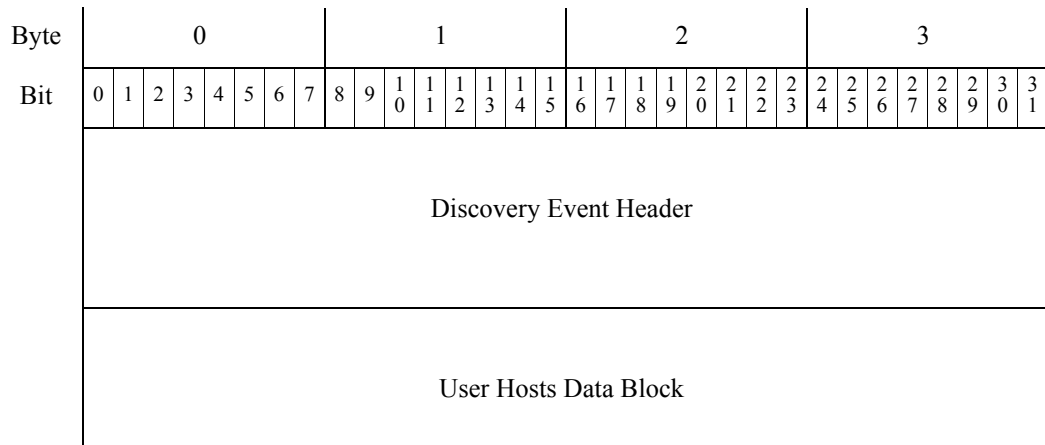 Byte 0 1 2 3
Bit 0 1 2 3 4 5 6 7 8 9 10 11 12 13 14 15 16 17 18 19 20 21 22 23 24 25 26 27 28 29 30 31
Discovery Event Header
User Hosts Data Block